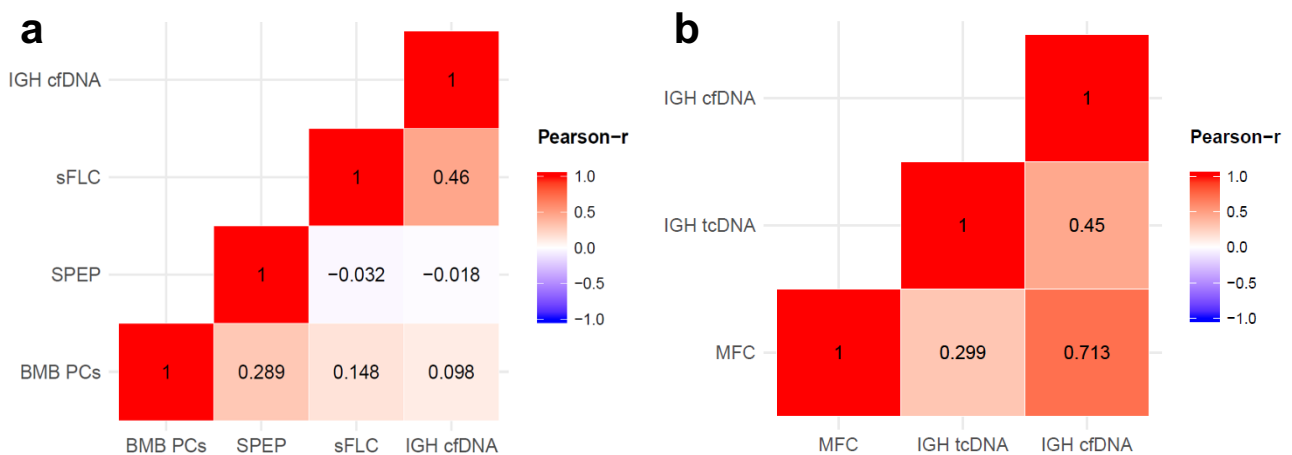 a
IGH cfDNA
1
sFLC
1 0.46
SPEP
1 −0.032 −0.018
BMB PCs
1 0.289 0.148 0.098
BMB PCs SPEP sFLC IGH cfDNA
Pearson−r
1.0
0.5
0.0
−0.5
−1.0
b
IGH cfDNA
1
IGH tcDNA
1 0.45
MFC
1 0.299 0.713
MFC IGH tcDNA IGH cfDNA
Pearson−r
1.0
0.5
0.0
−0.5
−1.0